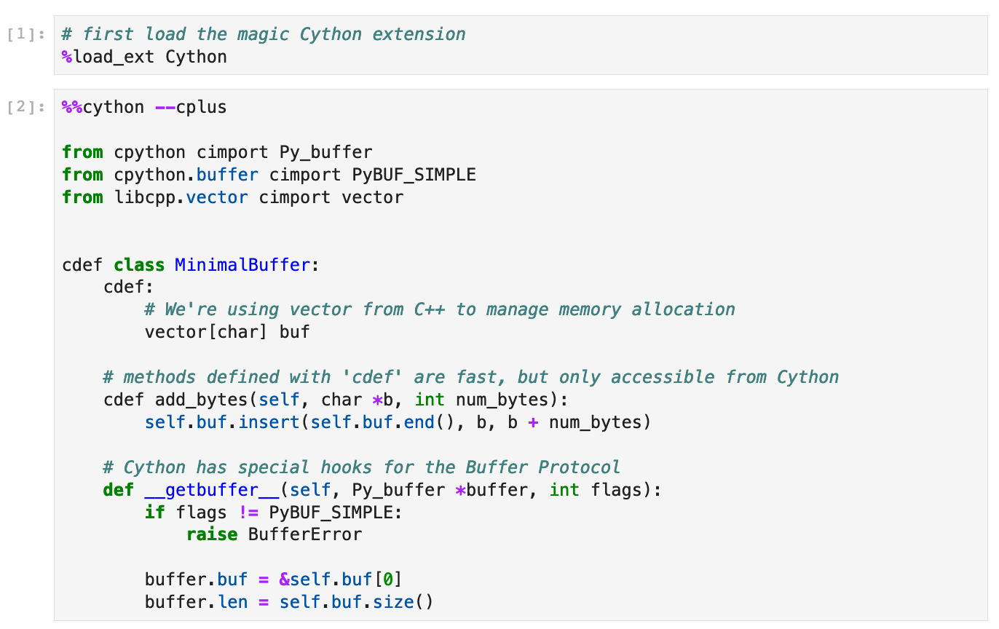 [1]: # first load the magic Cython extension
%load_ext Cython
[2]: %%cython --cplus
from cpython cimport Py_buffer
from cpython.buffer cimport PyBUF_SIMPLE
from libcpp.vector cimport vector
cdef class MinimalBuffer:
    cdef:
        # We're using vector from C++ to manage memory allocation
        vector[char] buf
    # methods defined with 'cdef' are fast, but only accessible from Cython
    cdef add_bytes(self, char *b, int num_bytes):
        self.buf.insert(self.buf.end(), b, b + num_bytes)
    # Cython has special hooks for the Buffer Protocol
    def __getbuffer__(self, Py_buffer *buffer, int flags):
        if flags != PyBUF_SIMPLE:
            raise BufferError
        buffer.buf = &self.buf[0]
        buffer.len = self.buf.size()